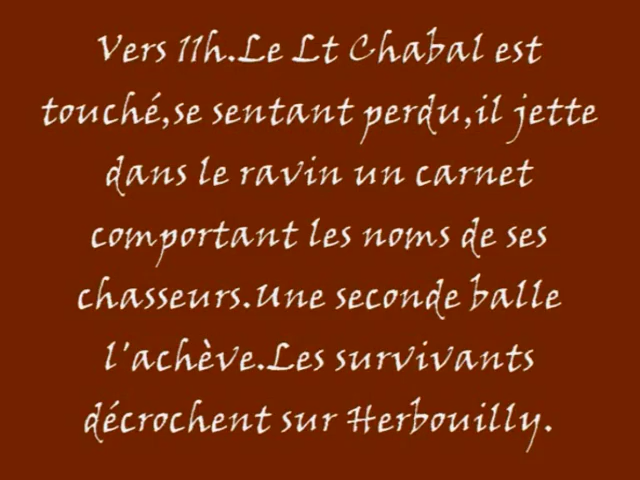 Vers 11h.Le Lt Chabal est
touché,se sentant perdu,il jette
dans le ravin un carnet
comportant les noms de ses
chasseurs.Une seconde balle
l'achève.Les survivants
décrochent sur Herbouilly.